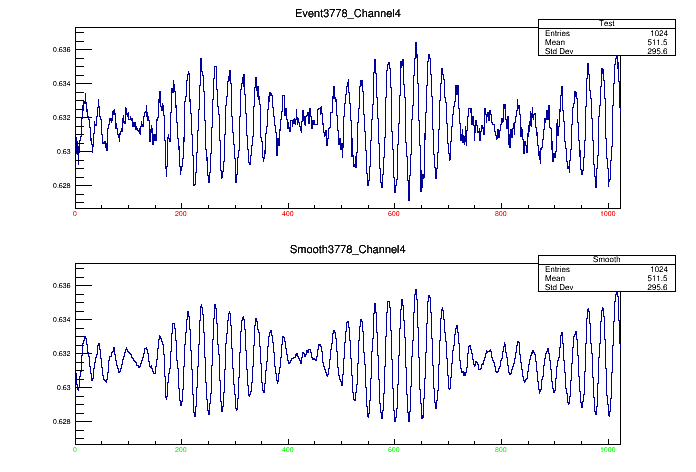 Event3778_Channel4
Test
Entries 1024
Mean 511.5
Std Dev 295.6
0.636
0.634
0.632
0.63
0.628
0 200 400 600 800 1000
Smooth3778_Channel4
Smooth
Entries 1024
Mean 511.5
Std Dev 295.6
0.636
0.634
0.632
0.63
0.628
0 200 400 600 800 1000